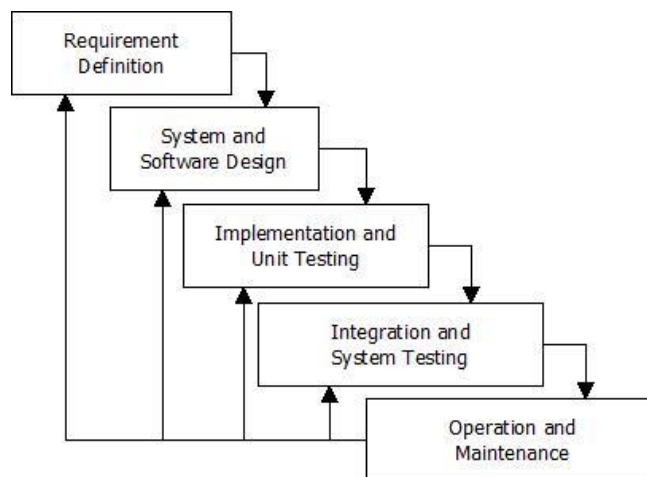 Requirement
Definition
System and
Software Design
Implementation and
Unit Testing
Integration and
System Testing
Operation and
Maintenance